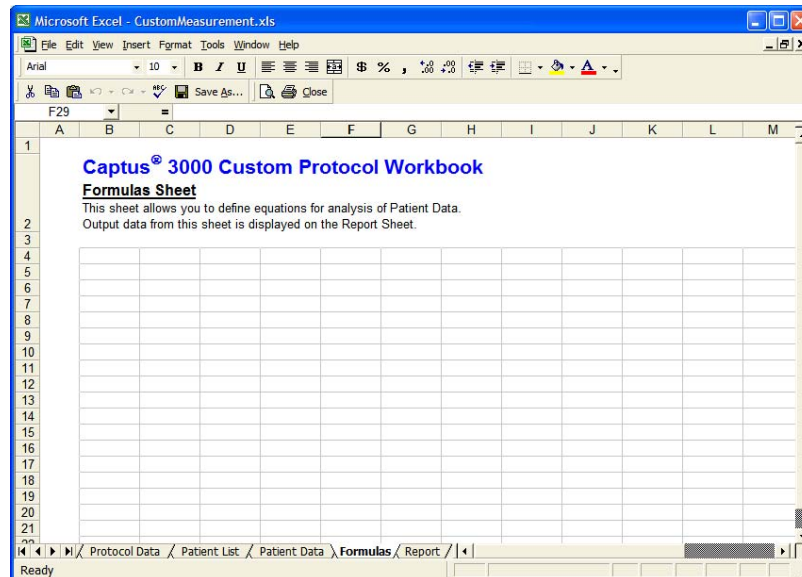 Microsoft Excel - CustomMeasurement.xls
File Edit View Insert Format Tools Window Help
Arial 10 B I U $ % , .00 .00 A
ABC Save As... Close
F29 =
A B C D E F G H I J K L M
1
Captus® 3000 Custom Protocol Workbook
Formulas Sheet
This sheet allows you to define equations for analysis of Patient Data.
2 Output data from this sheet is displayed on the Report Sheet.
3
4
5
6
7
8
9
10
11
12
13
14
15
16
17
18
19
20
21
22
Protocol Data / Patient List / Patient Data \ Formulas / Report /
Ready